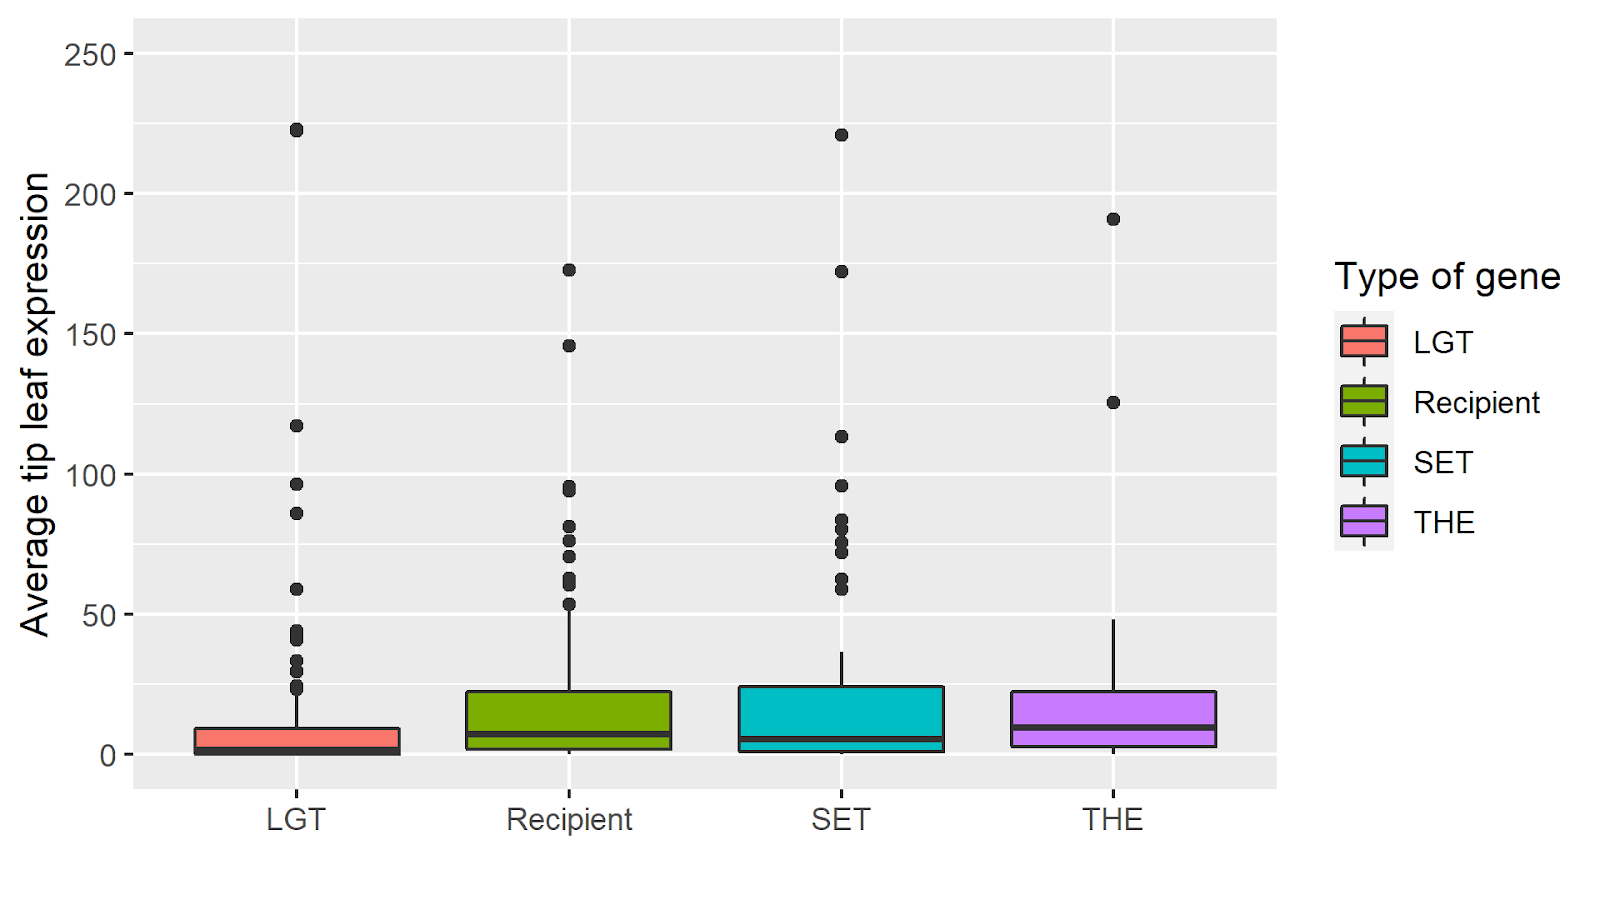 Average tip leaf expression
250
200
150
100
50
0
LGT
Recipient
SET
THE
Type of gene
LGT
Recipient
SET
THE